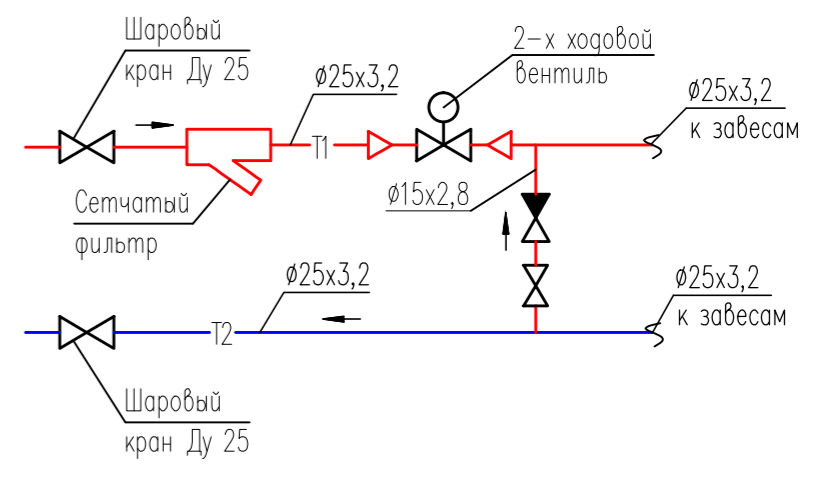 Шаровый
кран Ду 25
2-х ходовой
вентиль
ø25х3,2
ø25х3,2
к завесам
Т1
ø15х2,8
Сетчатый
фильтр
ø25х3,2
ø25х3,2
к завесам
Т2
Шаровый
кран Ду 25